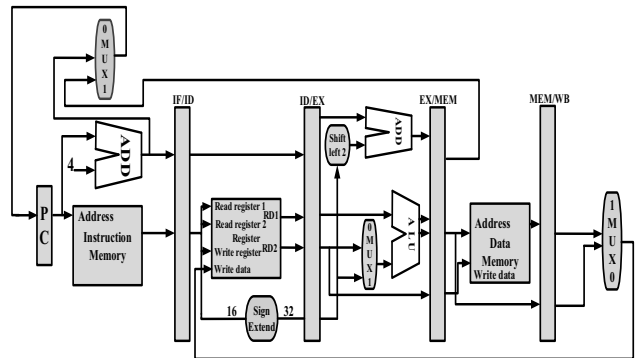 0
M
U
X
1
IF/ID
ID/EX
EX/MEM
MEM/WB
ADD
4
Shift
left 2
ADD
P
C
Address
Instruction
Memory
Read register 1
RD1
Read register 2
Register
RD2
Write register
Write data
16
Sign
Extend
32
0
M
U
X
1
ALU
Address
Data
Memory
Write data
1
M
U
X
0